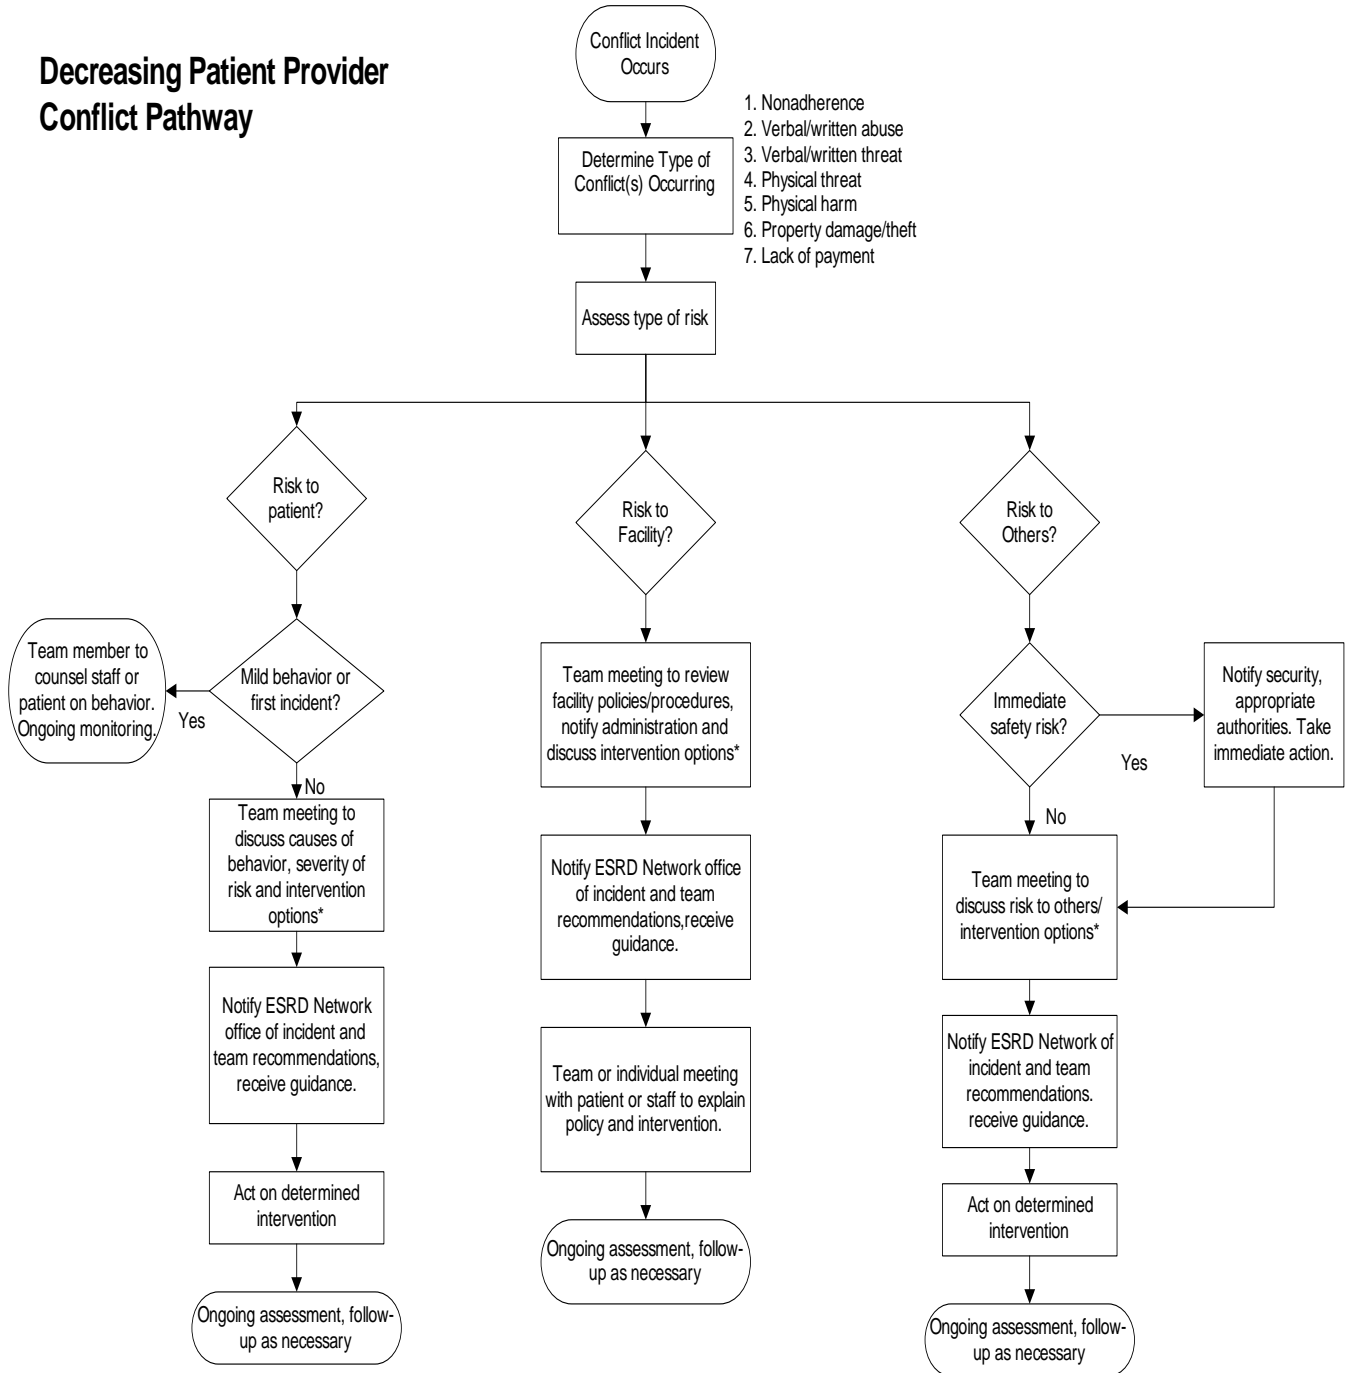 Decreasing Patient Provider
Conflict Pathway
Conflict Incident
Occurs
Determine Type of
Conflict(s) Occurring
1. Nonadherence
2. Verbal/written abuse
3. Verbal/written threat
4. Physical threat
5. Physical harm
6. Property damage/theft
7. Lack of payment
Assess type of risk
Risk to
patient?
Risk to
Facility?
Risk to
Others?
Team member to
counsel staff or
patient on behavior.
Ongoing monitoring.
Yes
Mild behavior or
first incident?
No
Team meeting to
discuss causes of
behavior, severity of
risk and intervention
options*
Notify ESRD Network
office of incident and
team recommendations,
receive guidance.
Act on determined
intervention
Ongoing assessment, follow-
up as necessary
Team meeting to review
facility policies/procedures,
notify administration and
discuss intervention options*
Notify ESRD Network office
of incident and team
recommendations,receive
guidance.
Team or individual meeting
with patient or staff to explain
policy and intervention.
Ongoing assessment, follow-
up as necessary
Immediate
safety risk?
Yes
Notify security,
appropriate
authorities. Take
immediate action.
No
Team meeting to
discuss risk to others/
intervention options*
Notify ESRD Network of
incident and team
recommendations.
receive guidance.
Act on determined
intervention
Ongoing assessment, follow-
up as necessary